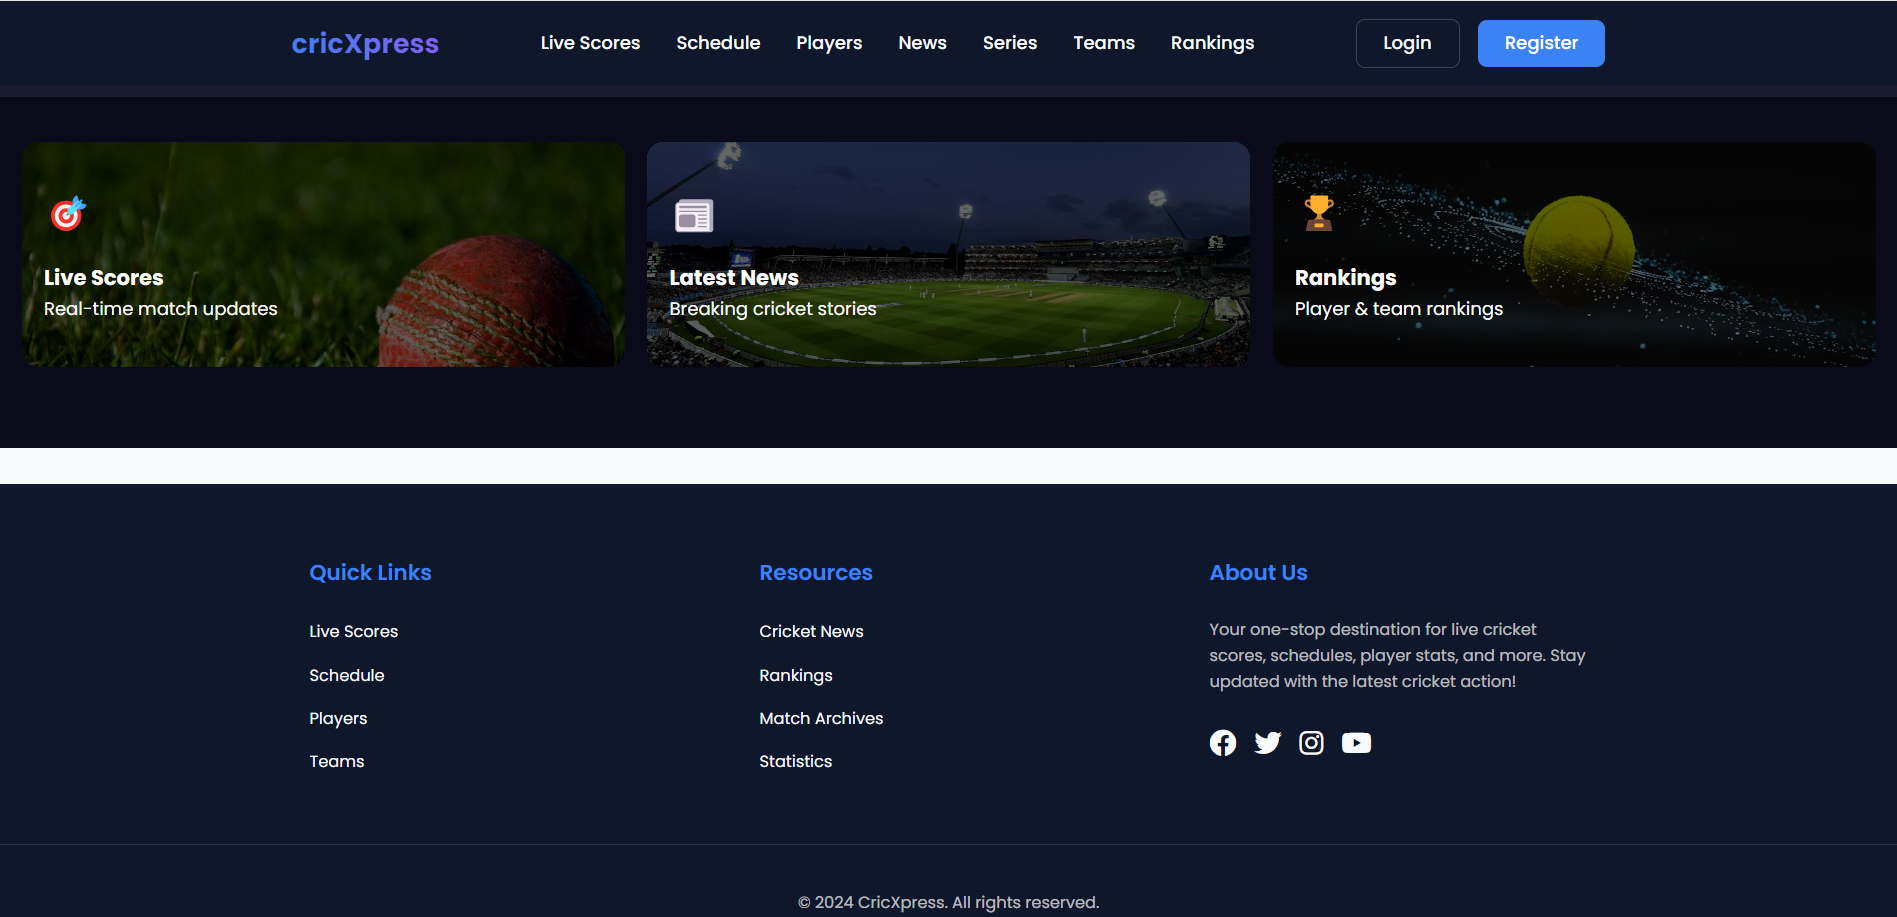 cricXpress
Live Scores
Schedule
Players
News
Series
Teams
Rankings
Login
Register
Live Scores
Real-time match updates
Latest News
Breaking cricket stories
Rankings
Player & team rankings
Quick Links
Live Scores
Schedule
Players
Teams
Resources
Cricket News
Rankings
Match Archives
Statistics
About Us
Your one-stop destination for live cricket
scores, schedules, player stats, and more. Stay
updated with the latest cricket action!
© 2024 CricXpress. All rights reserved.